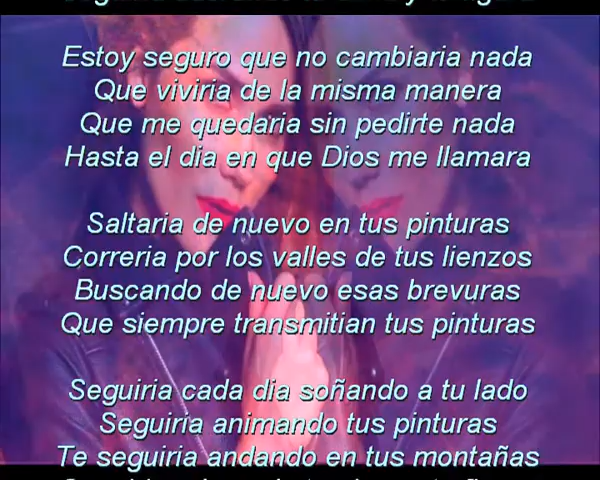 Estoy seguro que no cambiaria nada
Que viviria de la misma manera
Que me quedaria sin pedirte nada
Hasta el dia en que Dios me llamara
Saltaria de nuevo en tus pinturas
Correria por los valles de tus lienzos
Buscando de nuevo esas brevuras
Que siempre transmitian tus pinturas
Seguiria cada dia soñando a tu lado
Seguiria animando tus pinturas
Te seguiria andando en tus montañas